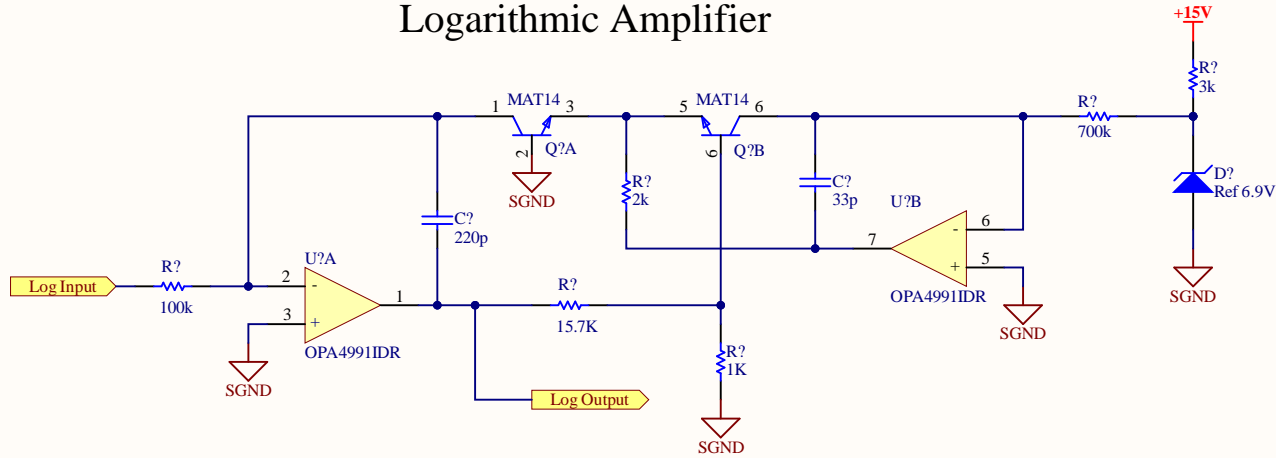 Logarithmic Amplifier
+15V
R?
3k
1
MAT14
3
5
MAT14
6
R?
700k
2
Q?A
6
Q?B
SGND
R?
2k
C?
33p
D?
Ref 6.9V
C?
220p
U?B
7
-
6
+
5
OPA4991IDR
SGND
SGND
U?A
Log Input
R?
100k
2
-
3
+
1
OPA4991IDR
SGND
R?
15.7K
R?
1K
Log Output
SGND